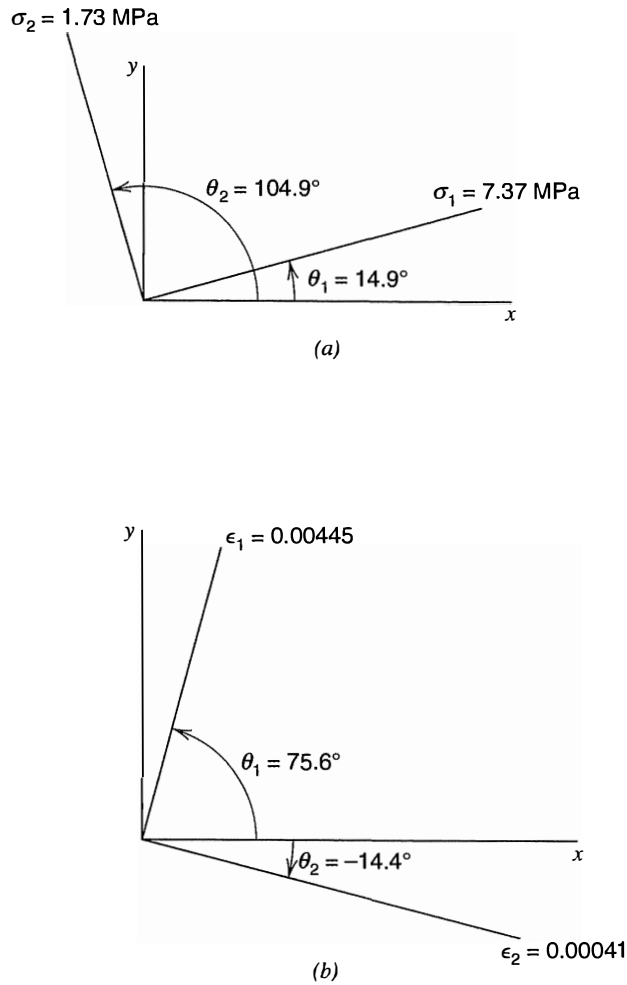 σ₂ = 1.73 MPa
y
θ₂ = 104.9°
σ₁ = 7.37 MPa
θ₁ = 14.9°
x
(a)
y
ϵ₁ = 0.00445
θ₁ = 75.6°
x
θ₂ = −14.4°
ϵ₂ = 0.00041
(b)